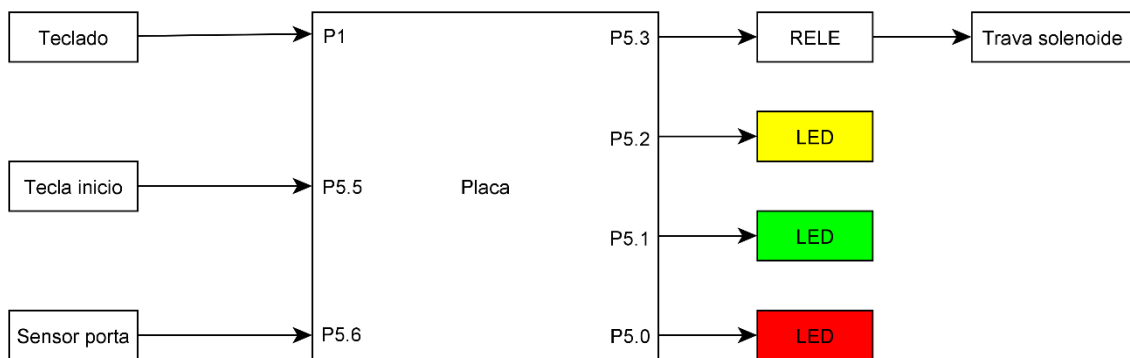 Teclado
P1
P5.3
RELE
Trava solenoide
P5.2
LED
Tecla inicio
P5.5
Placa
P5.1
LED
Sensor porta
P5.6
P5.0
LED